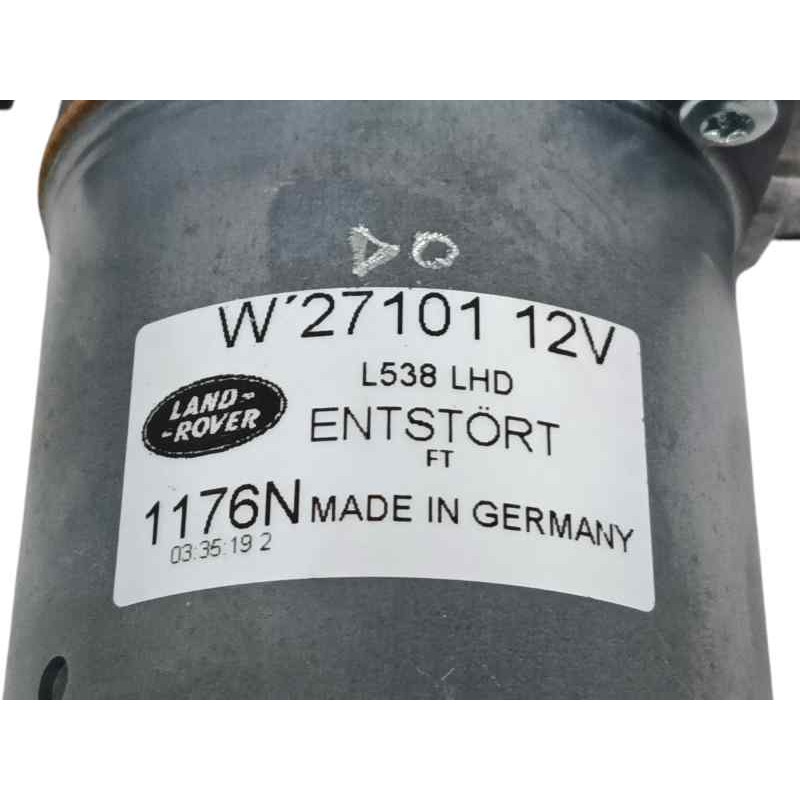 W´27101 12V
L538 LHD
LAND-
-ROVER
ENTSTÖRT
FT
1176N MADE IN GERMANY
03:35:19 2